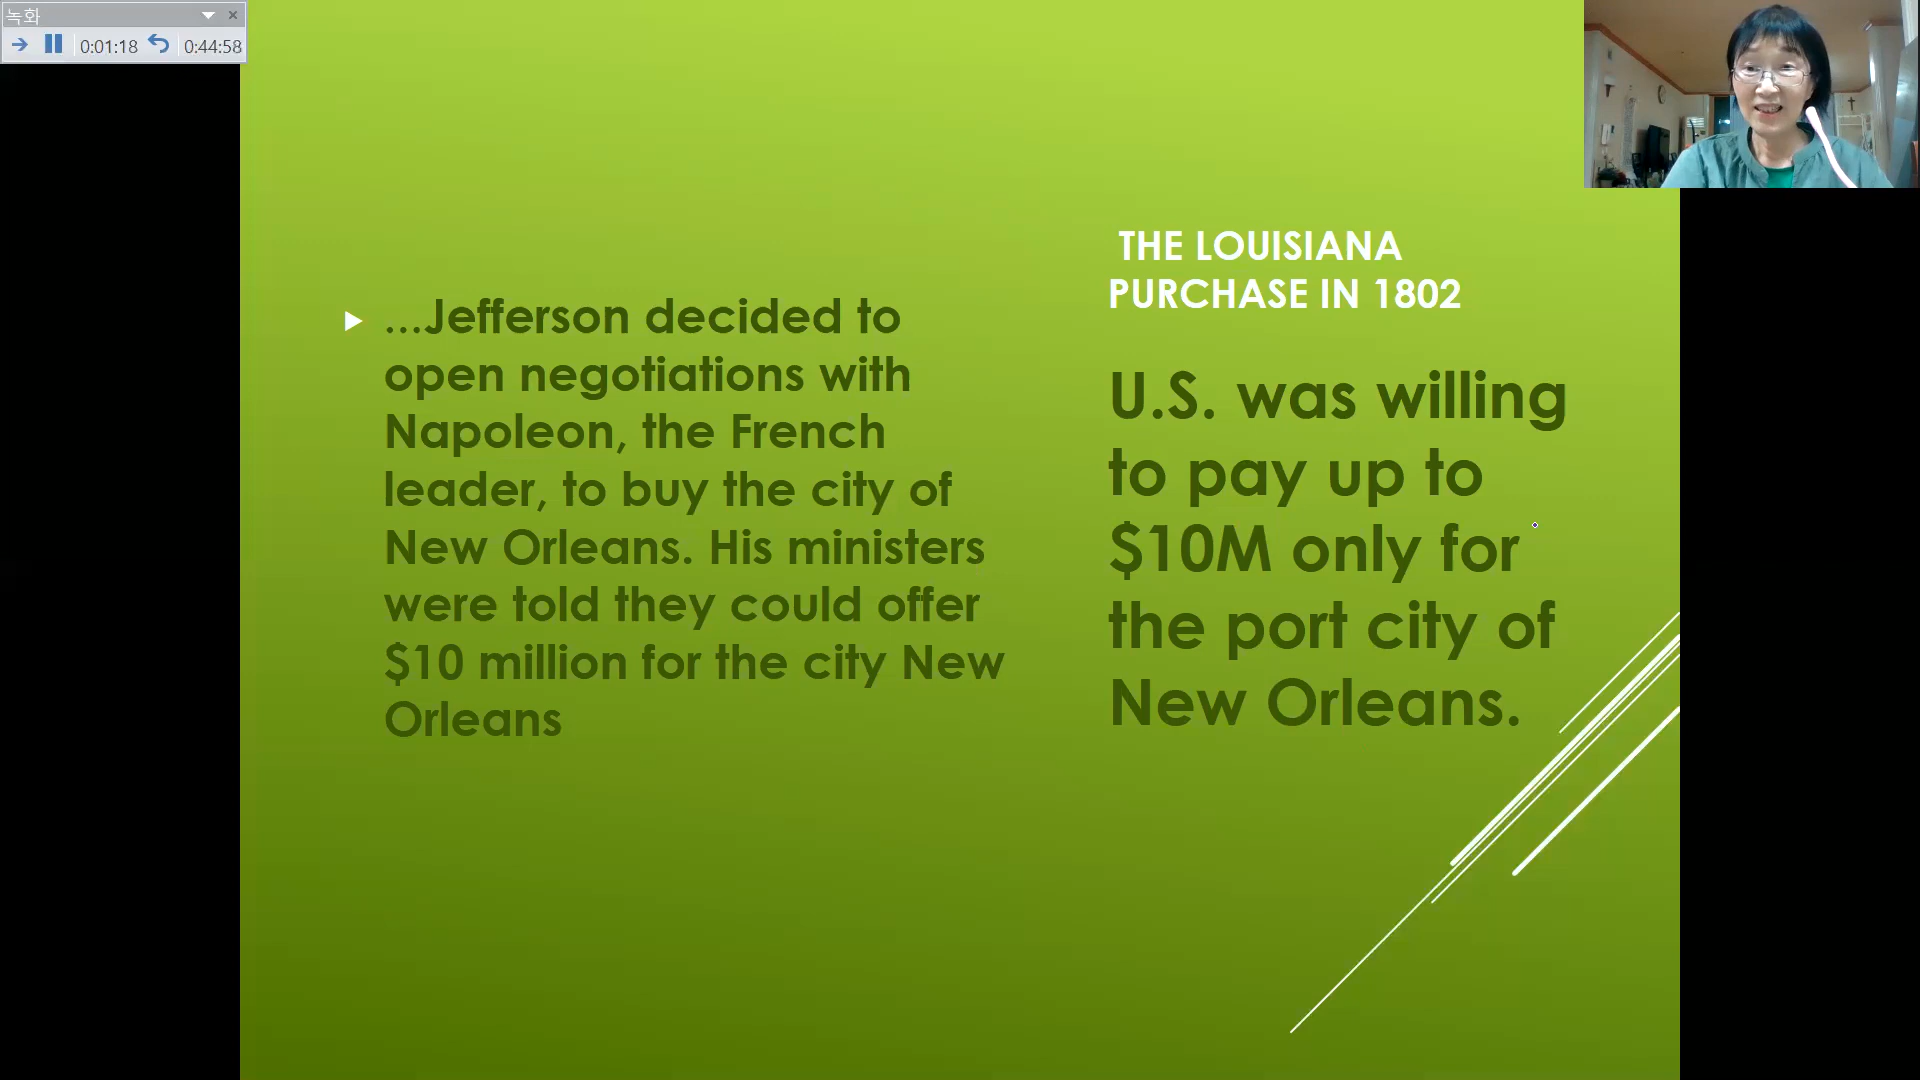 녹화
0:01:18 0:44:58
...Jefferson decided to
open negotiations with
Napoleon, the French
leader, to buy the city of
New Orleans. His ministers
were told they could offer
$10 million for the city New
Orleans
THE LOUISIANA
PURCHASE IN 1802
U.S. was willing
to pay up to
$10M only for
the port city of
New Orleans.